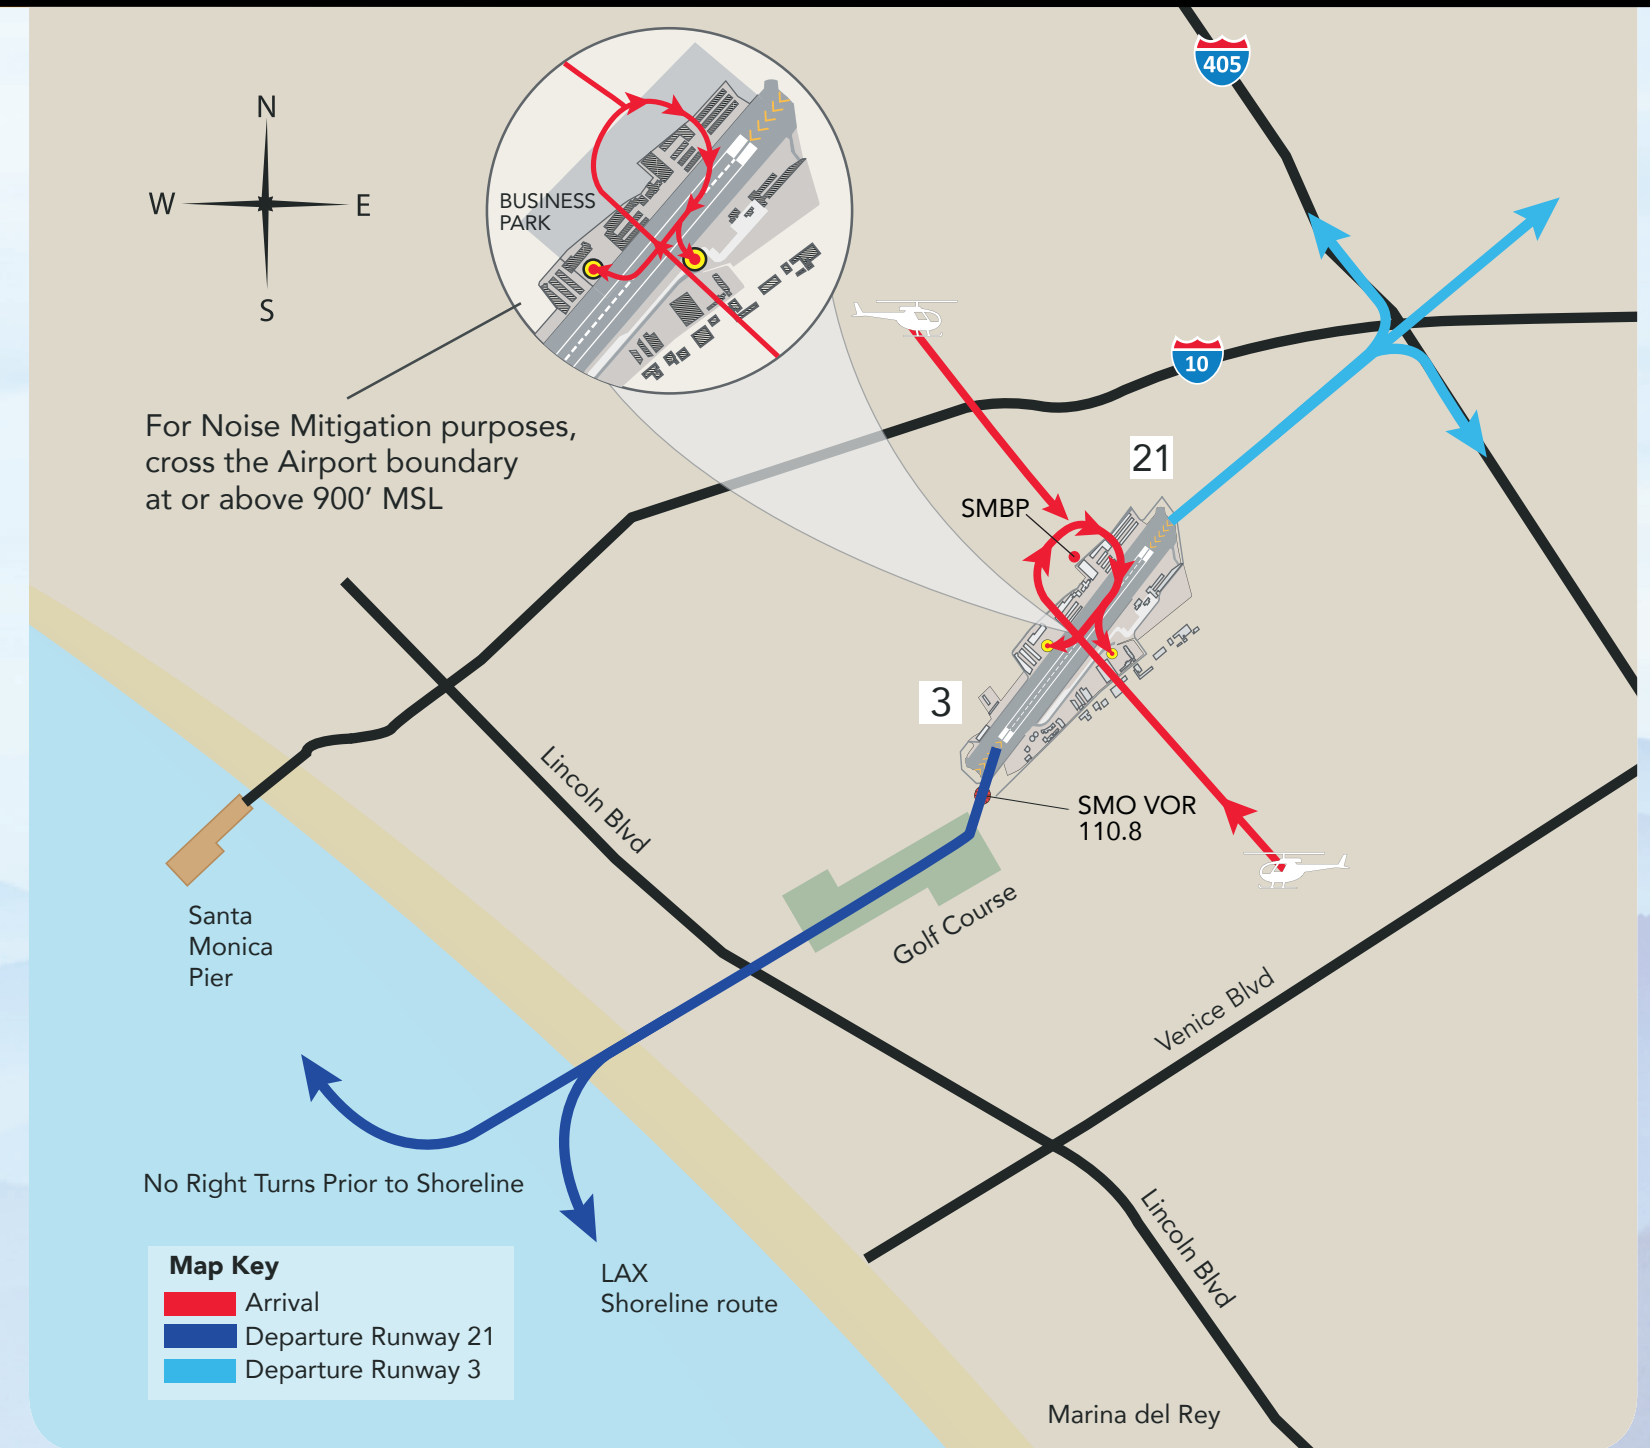 405
N
W
E
S
BUSINESS
PARK
10
For Noise Mitigation purposes,
cross the Airport boundary
at or above 900’ MSL
21
SMBP
3
Lincoln Blvd
SMO VOR
110.8
Santa
Monica
Pier
Golf Course
Venice Blvd
No Right Turns Prior to Shoreline
Lincoln Blvd
LAX
Shoreline route
Map Key
Arrival
Departure Runway 21
Departure Runway 3
Marina del Rey